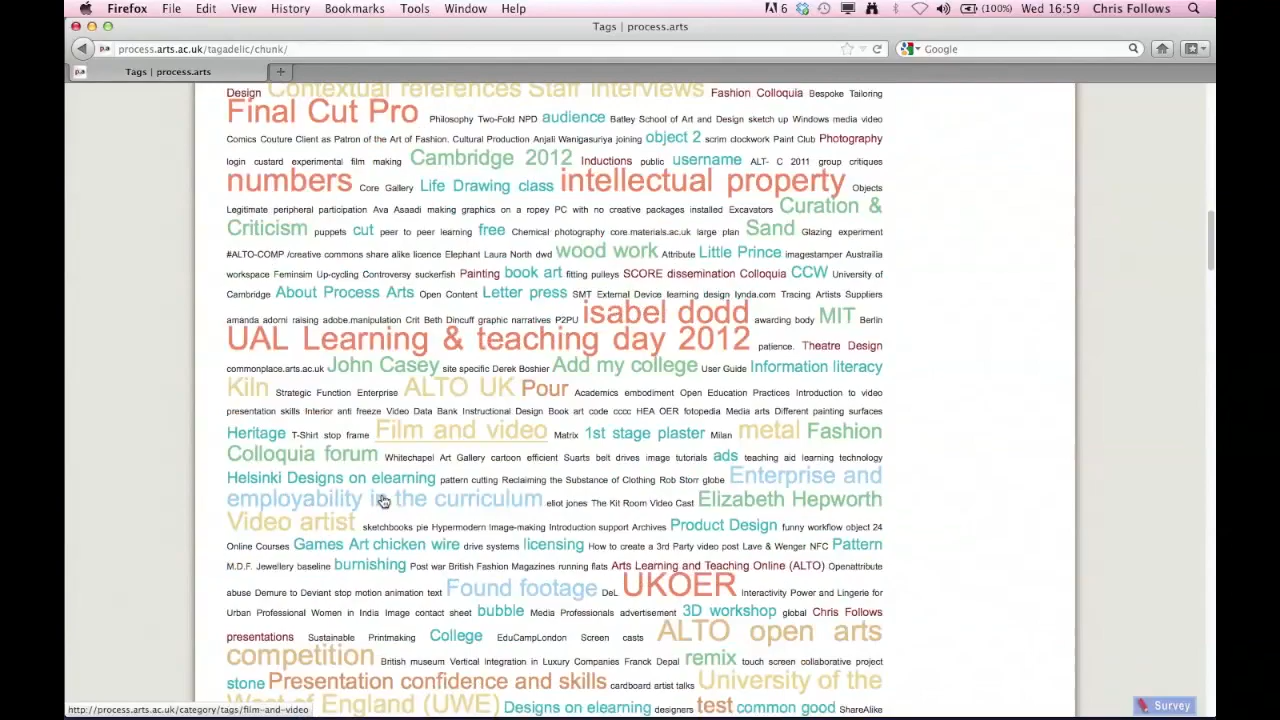 Firefox File Edit View History Bookmarks Tools Window Help 6 (100%) Wed 16:59 Chris Follows
Tags | process.arts
process.arts.ac.uk/tagadelic/chunk/ Google
Tags | process.arts
Design Contextual references Staff Interviews Fashion Colloquia Bespoke Tailoring
Final Cut Pro Philosophy Two-Fold NPD audience Batley School of Art and Design sketch up Windows media video
Comics Couture Client as Patron of the Art of Fashion. Cultural Production Anjali Wanigasuriya joining object 2 scrim clockwork Paint Club Photography
login custard experimental film making Cambridge 2012 Inductions public username ALT- C 2011 group critiques
numbers Core Gallery Life Drawing class intellectual property Objects
Legitimate peripheral participation Ava Asaadi making graphics on a ropey PC with no creative packages installed Excavators Curation &
Criticism puppets cut peer to peer learning free Chemical photography core.materials.ac.uk large plan Sand Glazing experiment
#ALTO-COMP /creative commons share alike licence Elephant Laura North dwd wood work Attribute Little Prince imagestamper Austrailia
workspace Feminsim Up-cycling Controversy suckerfish Painting book art fitting pulleys SCORE dissemination Colloquia CCW University of
Cambridge About Process Arts Open Content Letter press SMT External Device learning design lynda.com Tracing Artists Suppliers
amanda adorni raising adobe.manipulation Crit Beth Dincuff graphic narratives P2PU isabel dodd awarding body MIT Berlin
UAL Learning & teaching day 2012 patience. Theatre Design
commonplace.arts.ac.uk John Casey site specific Derek Boshier Add my college User Guide Information literacy
Kiln Strategic Function Enterprise ALTO UK Pour Academics embodiment Open Education Practices Introduction to video
presentation skills Interior anti freeze Video Data Bank Instructional Design Book art code cccc HEA OER fotopedia Media arts Different painting surfaces
Heritage T-Shirt stop frame Film and video Matrix 1st stage plaster Milan metal Fashion
Colloquia forum Whitechapel Art Gallery cartoon efficient Suarts belt drives image tutorials ads teaching aid learning technology
Helsinki Designs on elearning pattern cutting Reclaiming the Substance of Clothing Rob Storr globe Enterprise and
employability in the curriculum eliot jones The Kit Room Video Cast Elizabeth Hepworth
Video artist sketchbooks pie Hypermodern Image-making Introduction support Archives Product Design funny workflow object 24
Online Courses Games Art chicken wire drive systems licensing How to create a 3rd Party video post Lave & Wenger NFC Pattern
M.D.F. Jewellery baseline burnishing Post war British Fashion Magazines running flats Arts Learning and Teaching Online (ALTO) Openattribute
abuse Demure to Deviant stop motion animation text Found footage DeL UKOER Interactivity Power and Lingerie for
Urban Professional Women in India Image contact sheet bubble Media Professionals advertisement 3D workshop global Chris Follows
presentations Sustainable Printmaking College EduCampLondon Screen casts ALTO open arts
competition British museum Vertical Integration in Luxury Companies Franck Depal remix touch screen collaborative project
stone Presentation confidence and skills cardboard artist talks University of the
West of England (UWE) Designs on elearning designers test common good ShareAlike
http://process.arts.ac.uk/category/tags/film-and-video Survey